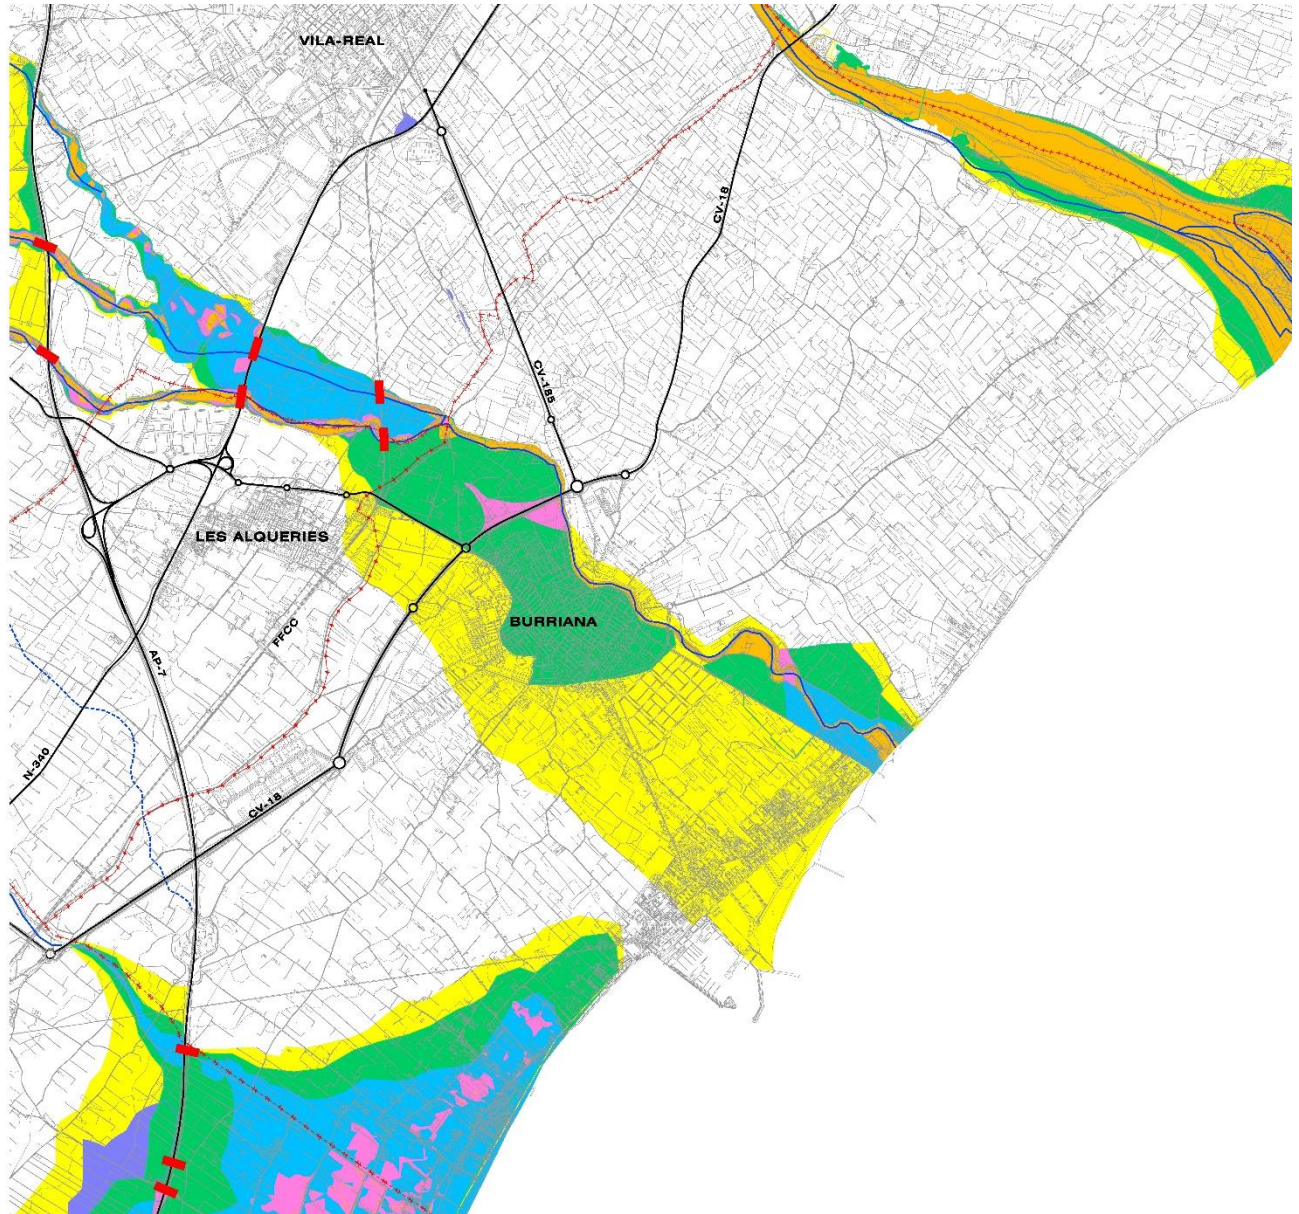 VILA-REAL
CV-18
CV-185
LES ALQUERIES
BURRIANA
FFCC
AP-7
N-340
CV-18